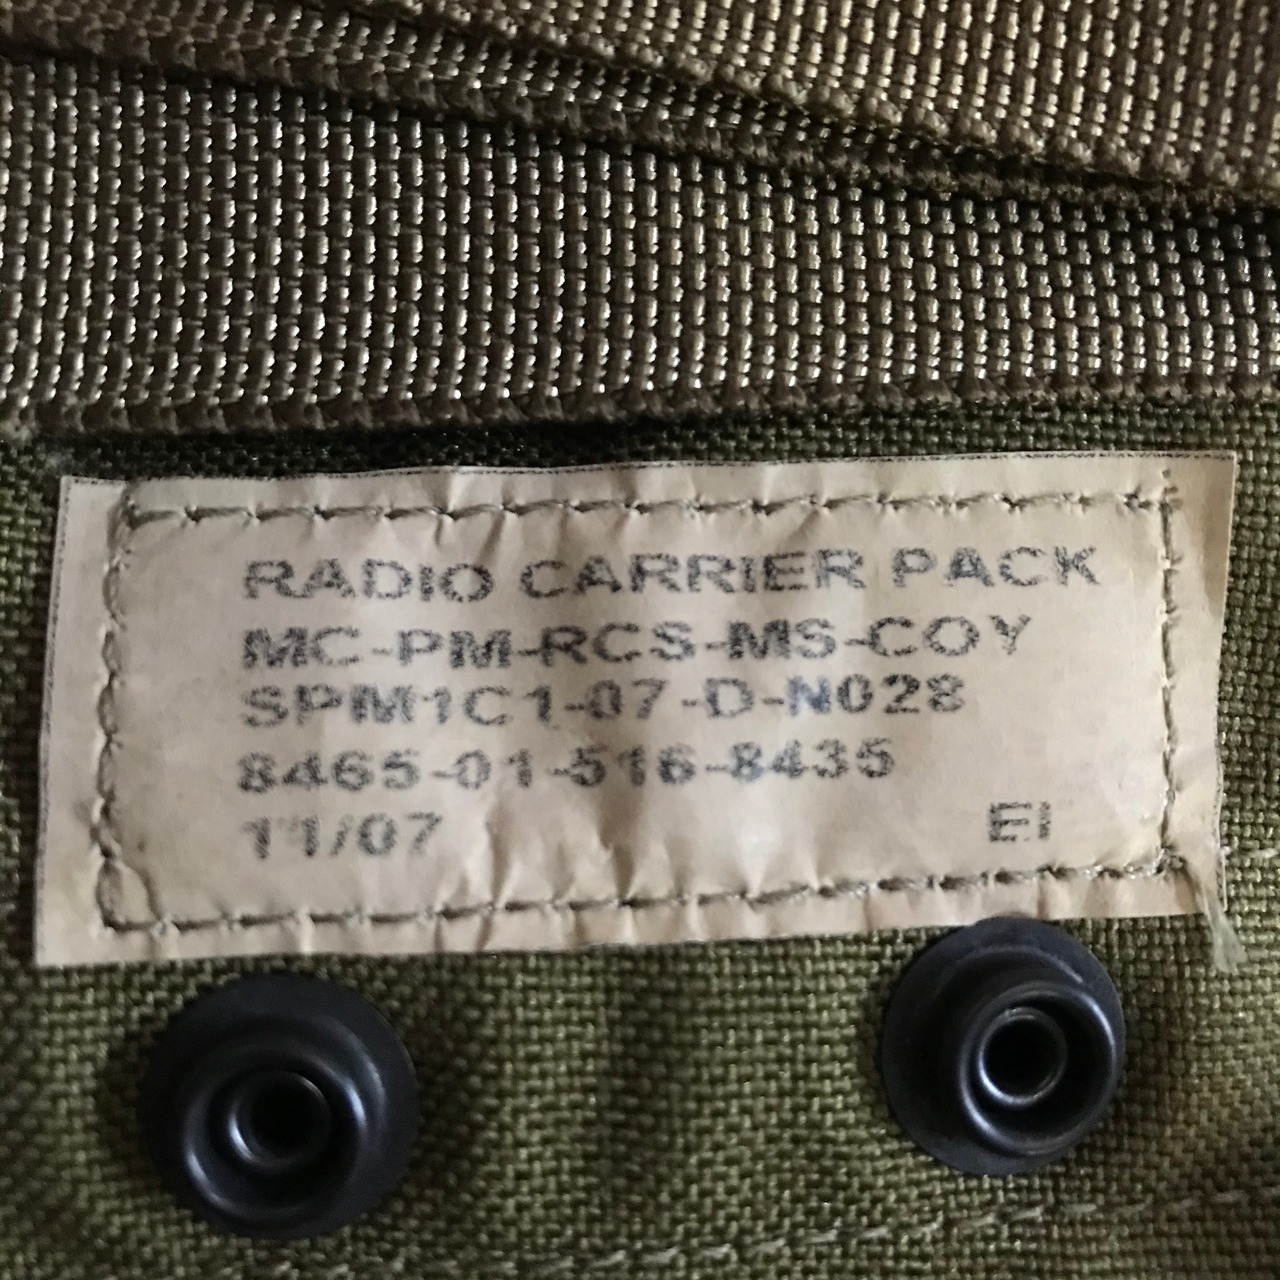 RADIO CARRIER PACK
MC-PM-RCS-MS-COY
SPM1C1-07-D-N028
8465-01-516-8435
11/07
EI